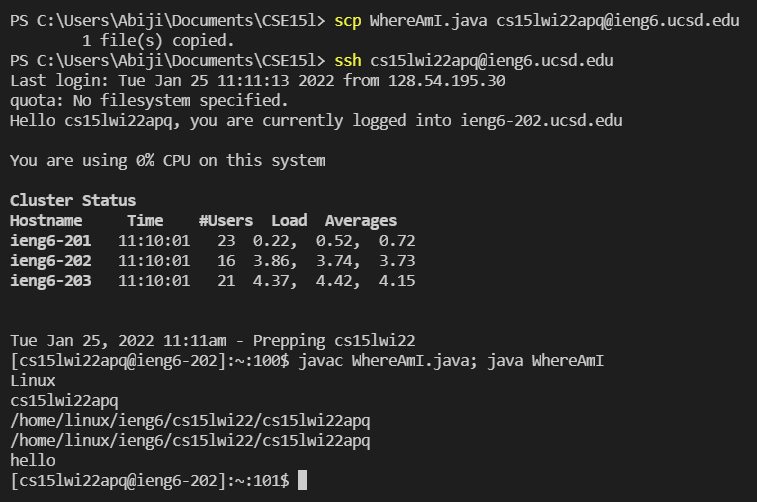 PS C:\Users\Abiji\Documents\CSE15l> scp WhereAmI.java cs15lwi22apq@ieng6.ucsd.edu
1 file(s) copied.
PS C:\Users\Abiji\Documents\CSE15l> ssh cs15lwi22apq@ieng6.ucsd.edu
Last login: Tue Jan 25 11:11:13 2022 from 128.54.195.30
quota: No filesystem specified.
Hello cs15lwi22apq, you are currently logged into ieng6-202.ucsd.edu
You are using 0% CPU on this system
Cluster Status
Hostname     Time    #Users  Load  Averages
ieng6-201   11:10:01   23  0.22,  0.52,  0.72
ieng6-202   11:10:01   16  3.86,  3.74,  3.73
ieng6-203   11:10:01   21  4.37,  4.42,  4.15
Tue Jan 25, 2022 11:11am - Prepping cs15lwi22
[cs15lwi22apq@ieng6-202]:~:100$ javac WhereAmI.java; java WhereAmI
Linux
cs15lwi22apq
/home/linux/ieng6/cs15lwi22/cs15lwi22apq
/home/linux/ieng6/cs15lwi22/cs15lwi22apq
hello
[cs15lwi22apq@ieng6-202]:~:101$